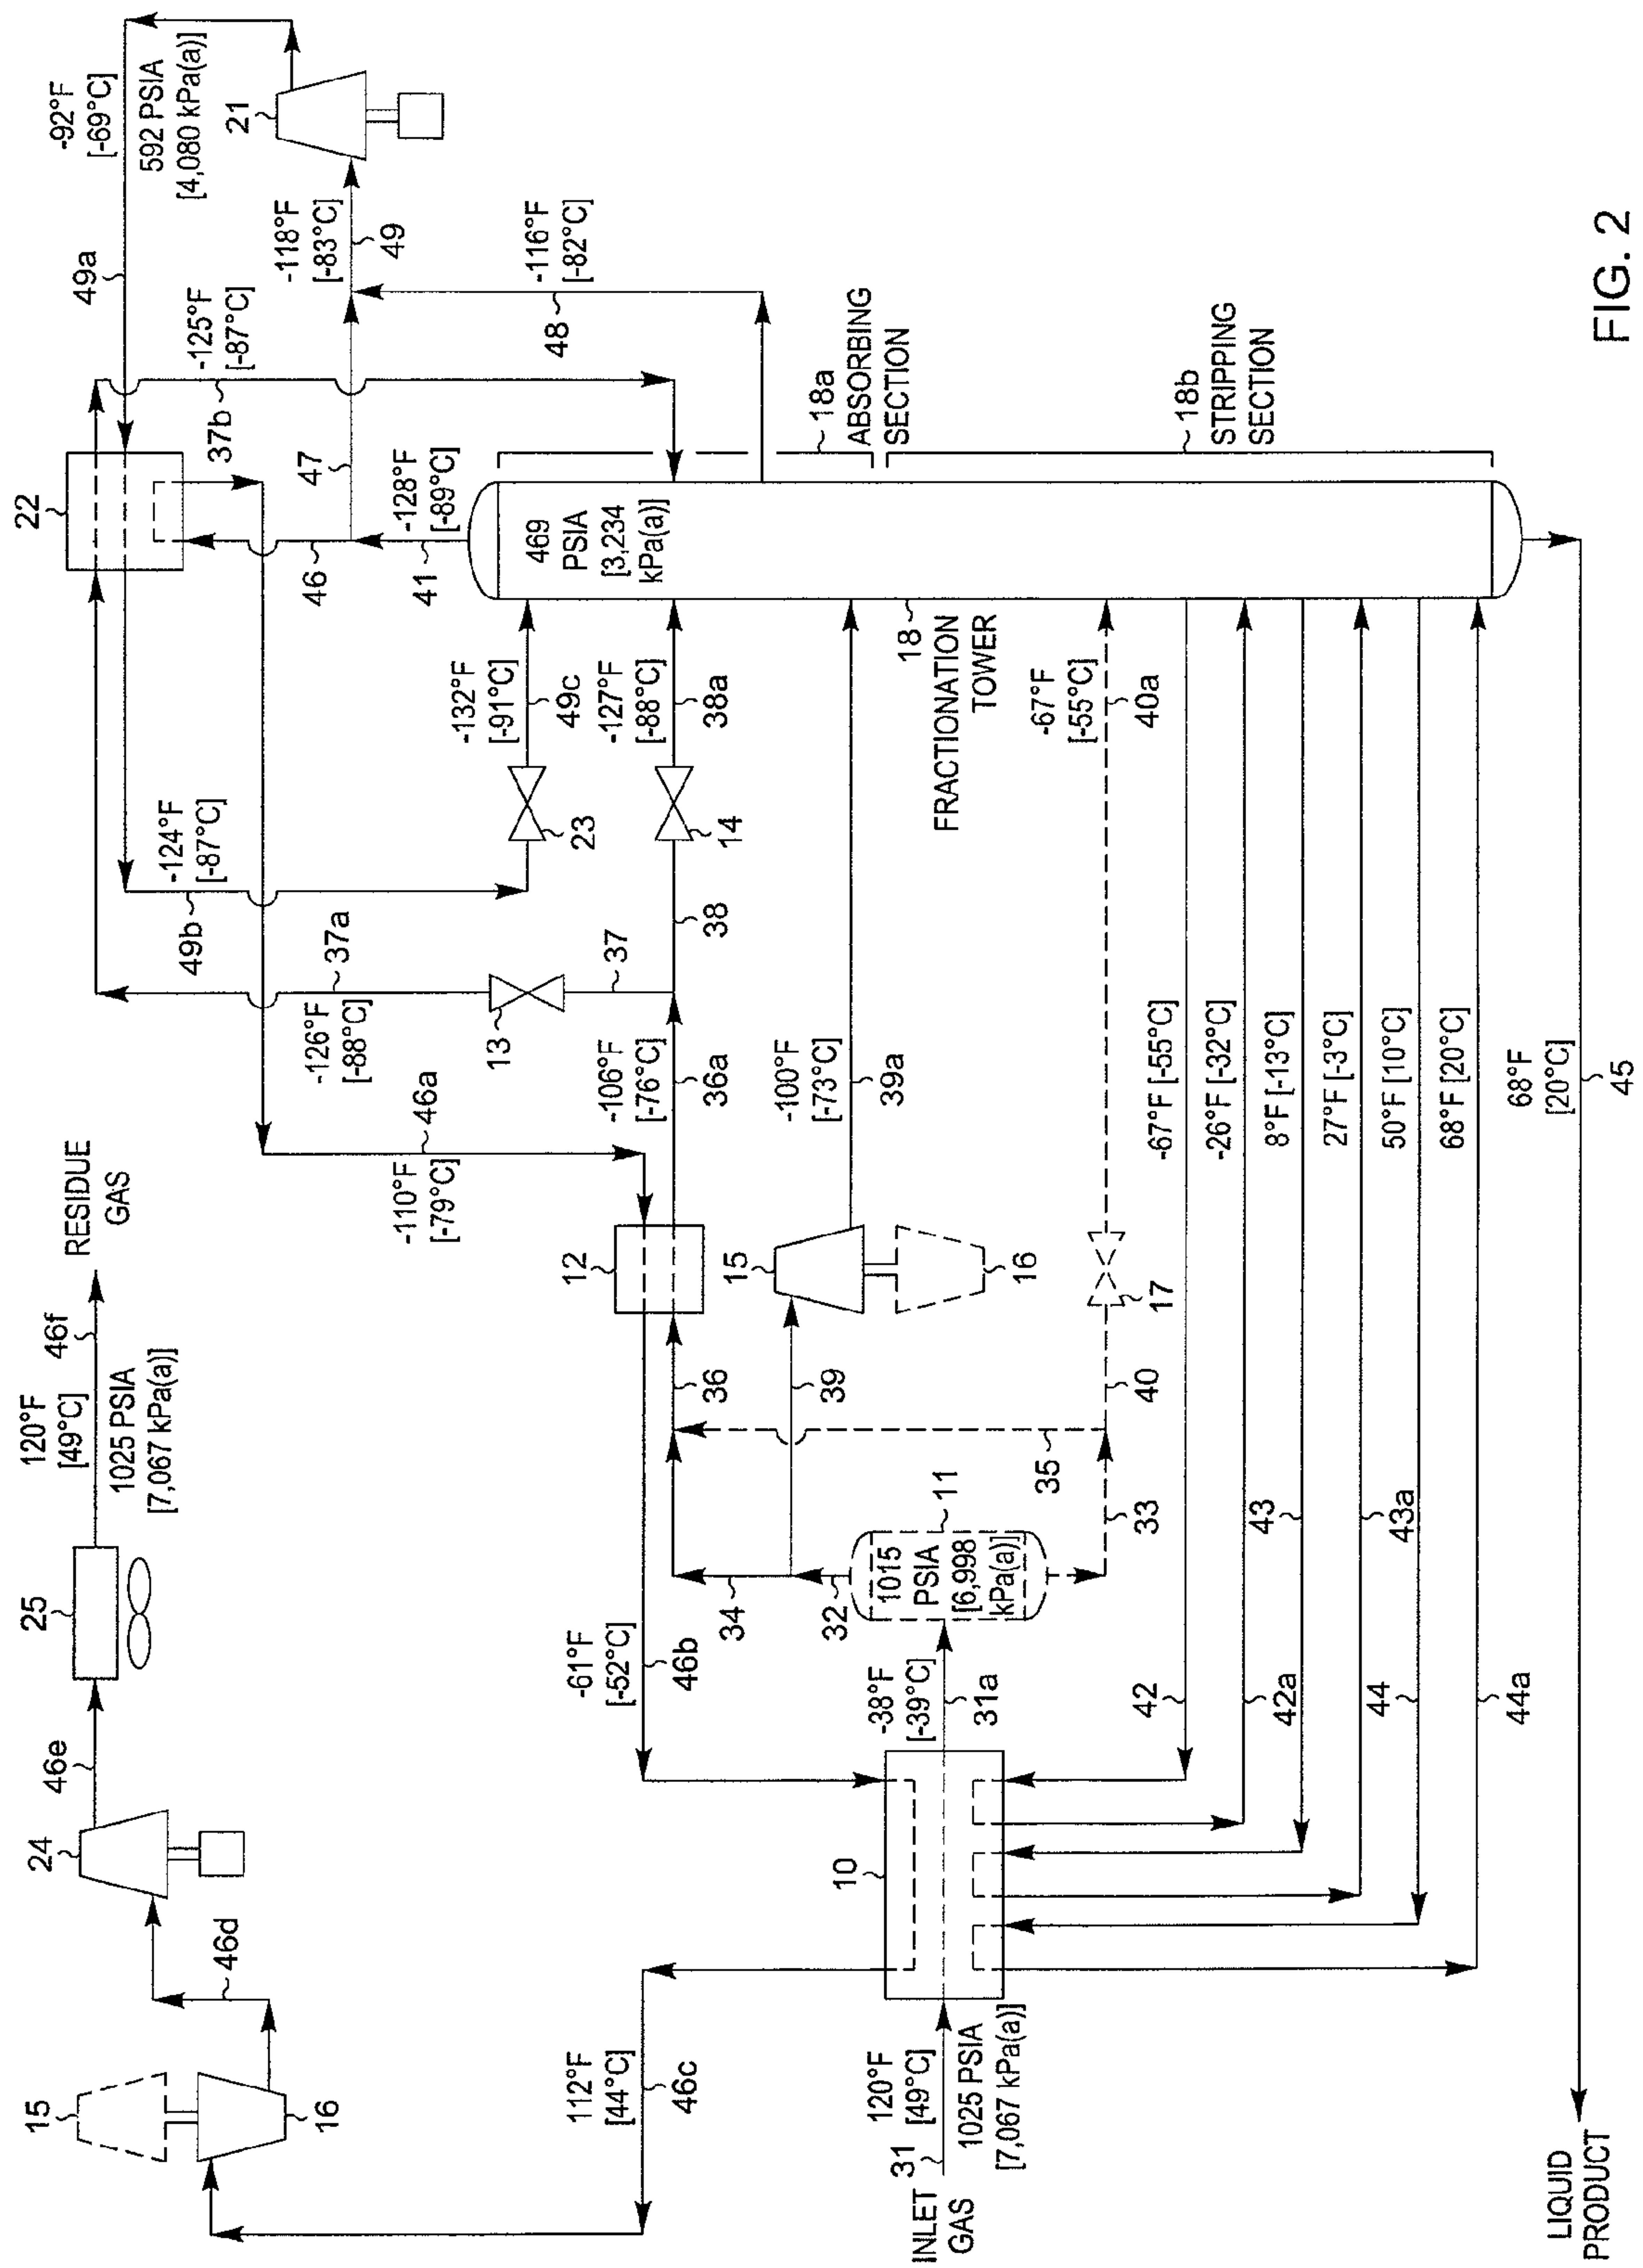 -92°F
[-69°C]
592 PSIA
[4,080 kPa(a)]
49a
21
-118°F
[-83°C]
49
-116°F
[-82°C]
48
-125°F
[-87°C]
37b
22
47
46
-128°F
[-89°C]
41
18a
ABSORBING
SECTION
18b
STRIPPING
SECTION
469
PSIA
[3,234
kPa(a)]
18
FRACTIONATION
TOWER
-132°F
[-91°C]
49c
-127°F
[-88°C]
38a
-67°F
[-55°C]
40a
23
14
-124°F
[-87°C]
49b
38
37a
37
-126°F
[-88°C]
13
-106°F
[-76°C]
36a
-100°F
[-73°C]
39a
46a
-110°F
[-79°C]
-67°F [-55°C]
-26°F [-32°C]
8°F [-13°C]
27°F [-3°C]
50°F [10°C]
68°F [20°C]
68°F
[20°C]
45
RESIDUE
GAS
120°F
[49°C]
46f
1025 PSIA
[7,067 kPa(a)]
12
15
16
17
36
39
40
35
33
11
1015
PSIA
[6,998
kPa(a)]
34
32
25
46e
24
46d
-61°F
[-52°C]
46b
-38°F
[-39°C]
31a
42
42a
43
43a
44
44a
10
15
16
112°F
[44°C]
46c
120°F
[49°C]
31
1025 PSIA
[7,067 kPa(a)]
INLET
GAS
LIQUID
PRODUCT
FIG. 2